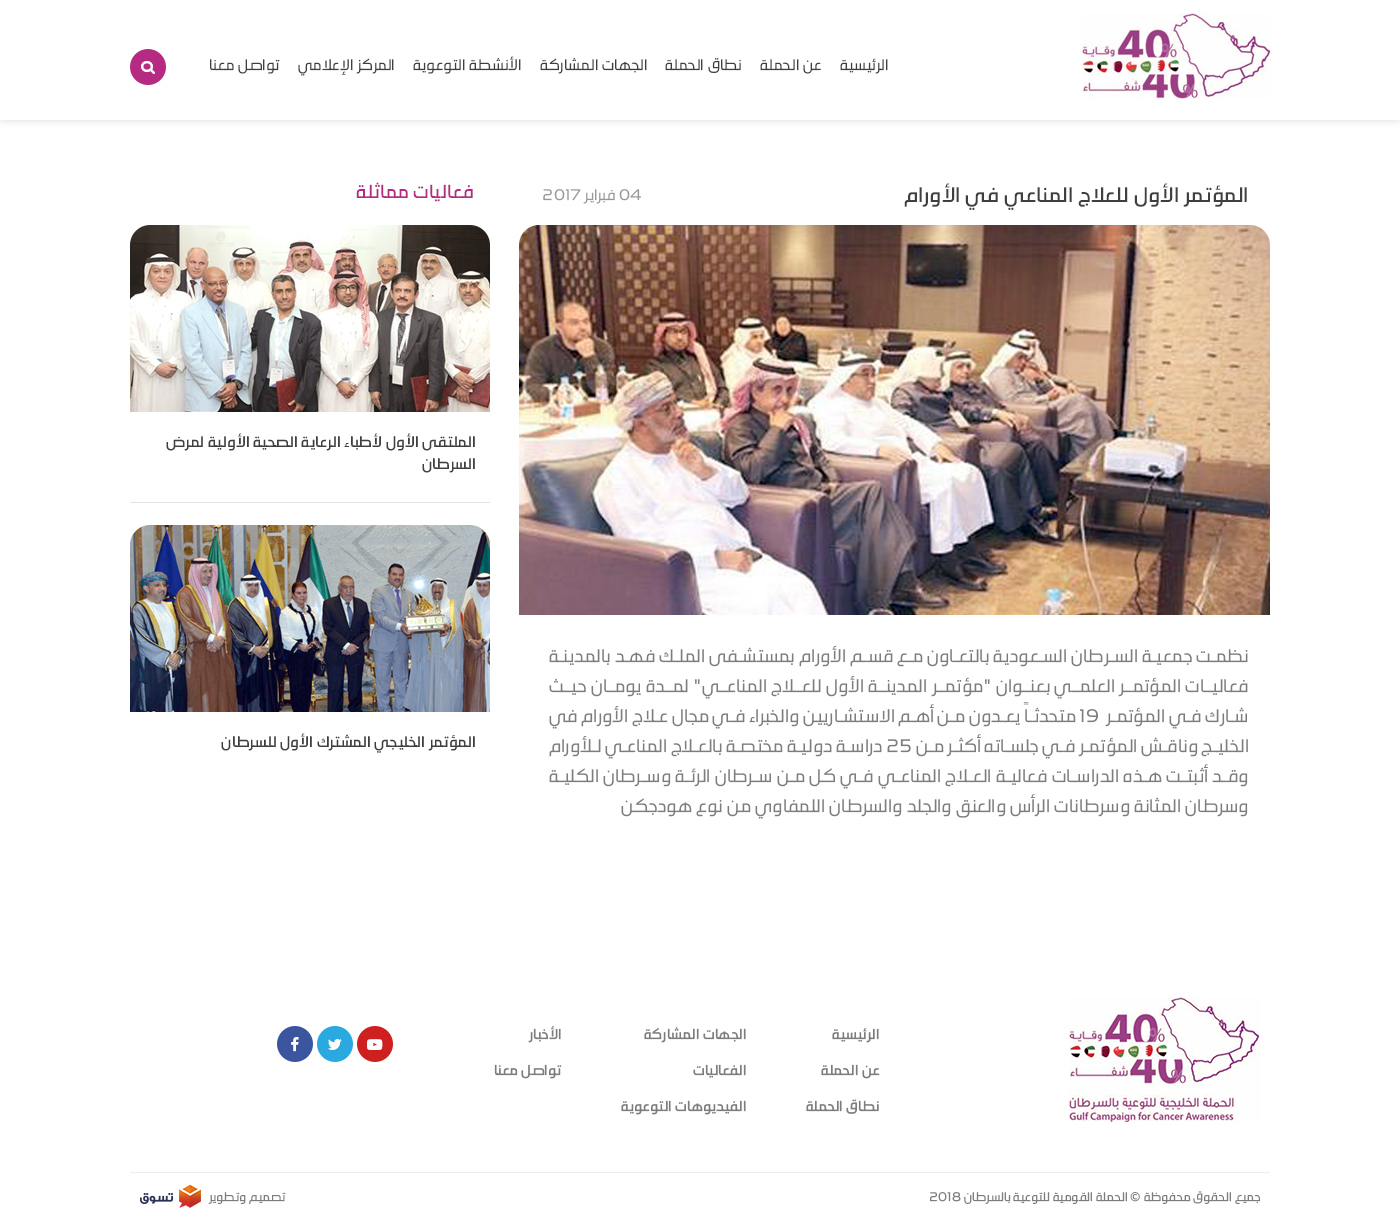 40% وقاية
40% شفاء
الرئيسية
عن الحملة
نطاق الحملة
الجهات المشاركة
الأنشطة التوعوية
المركز الإعلامي
تواصل معنا
المؤتمر الأول للعلاج المناعي في الأورام
04 فبراير 2017
نظمت جمعية السرطان السعودية بالتعاون مع قسم الأورام بمستشفى الملك فهد بالمدينة
فعاليات المؤتمر العلمي بعنوان "مؤتمر المدينة الأول للعلاج المناعي" لمدة يومان حيث
شارك في المؤتمر 19 متحدثاً يعدون من أهم الاستشاريين والخبراء في مجال علاج الأورام في
الخليج وناقش المؤتمر في جلساته أكثر من 25 دراسة دولية مختصة بالعلاج المناعي للأورام
وقد أثبتت هذه الدراسات فعالية العلاج المناعي في كل من سرطان الرئة وسرطان الكلية
وسرطان المثانة وسرطانات الرأس والعنق والجلد والسرطان اللمفاوي من نوع هودجكن
فعاليات مماثلة
الملتقى الأول لأطباء الرعاية الصحية الأولية لمرض
السرطان
المؤتمر الخليجي المشترك الأول للسرطان
40% وقاية
40% شفاء
الحملة الخليجية للتوعية بالسرطان
Gulf Campaign for Cancer Awareness
الرئيسية
عن الحملة
نطاق الحملة
الجهات المشاركة
الفعاليات
الفيديوهات التوعوية
الأخبار
تواصل معنا
جميع الحقوق محفوظة © الحملة القومية للتوعية بالسرطان 2018
تصميم وتطوير
تسوق